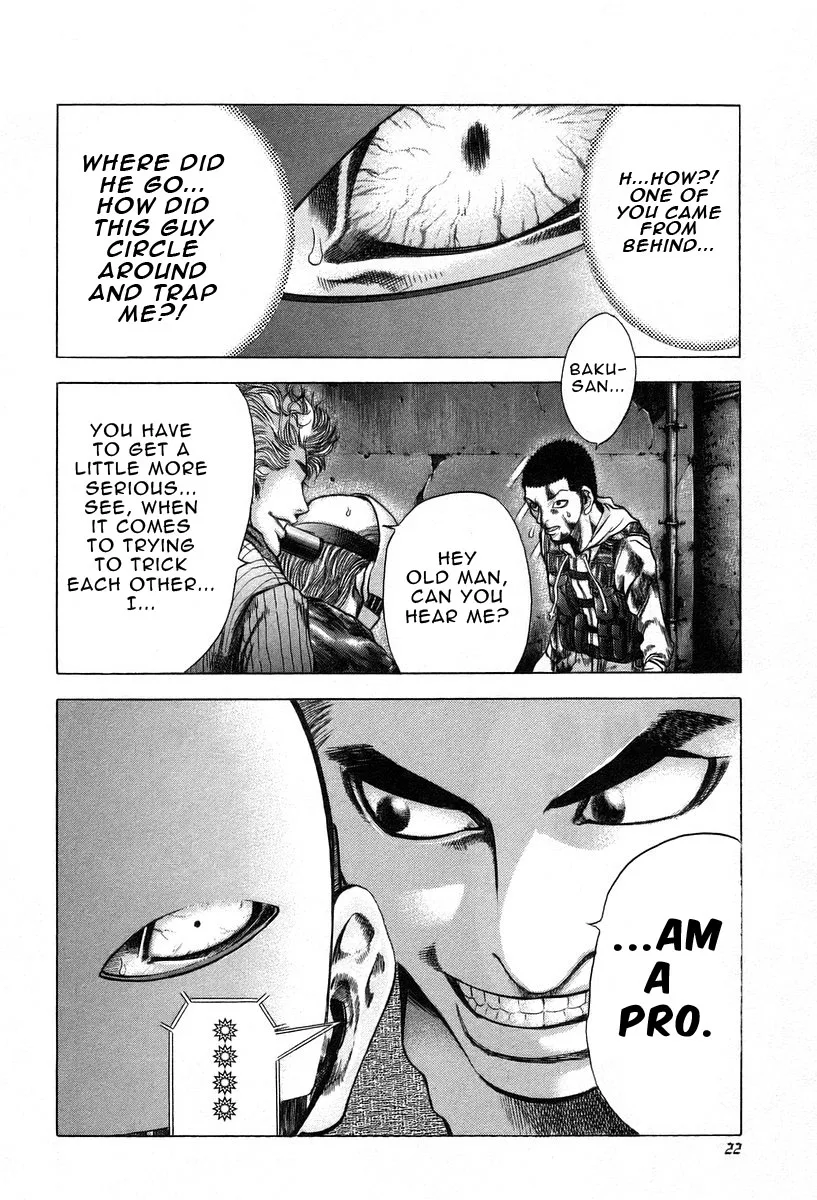 H...HOW?!
ONE OF
YOU CAME
FROM
BEHIND...
WHERE DID
HE GO...
HOW DID
THIS GUY
CIRCLE
AROUND
AND TRAP
ME?!
BAKU-
SAN...
HEY
OLD MAN,
CAN YOU
HEAR ME?
YOU HAVE
TO GET A
LITTLE MORE
SERIOUS...
SEE, WHEN
IT COMES
TO TRYING
TO TRICK
EACH OTHER...
I...
...AM
A
PRO.
22